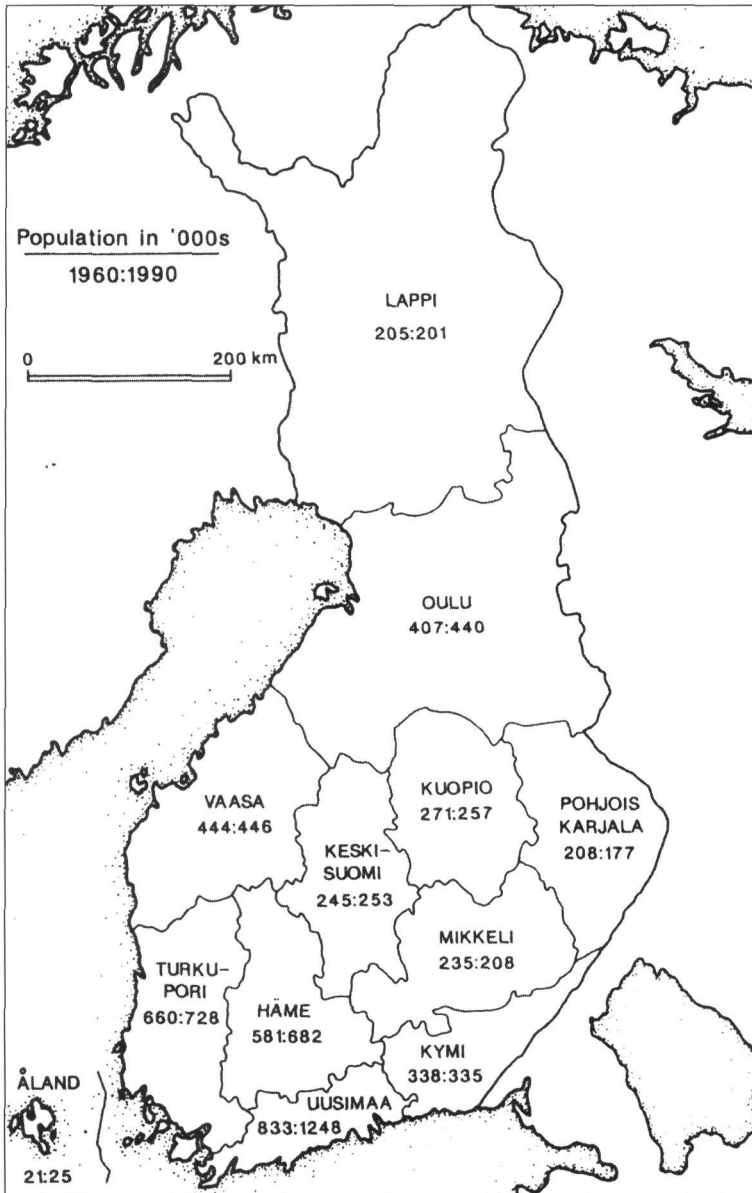 Population in '000s
1960:1990
0 200 km
LAPPI
205:201
OULU
407:440
VAASA
444:446
KESKI-
SUOMI
245:253
KUOPIO
271:257
POHJOIS
KARJALA
208:177
MIKKELI
235:208
TURKU-
PORI
660:728
HÄME
581:682
KYMI
338:335
UUSIMAA
833:1248
ÅLAND
21:25